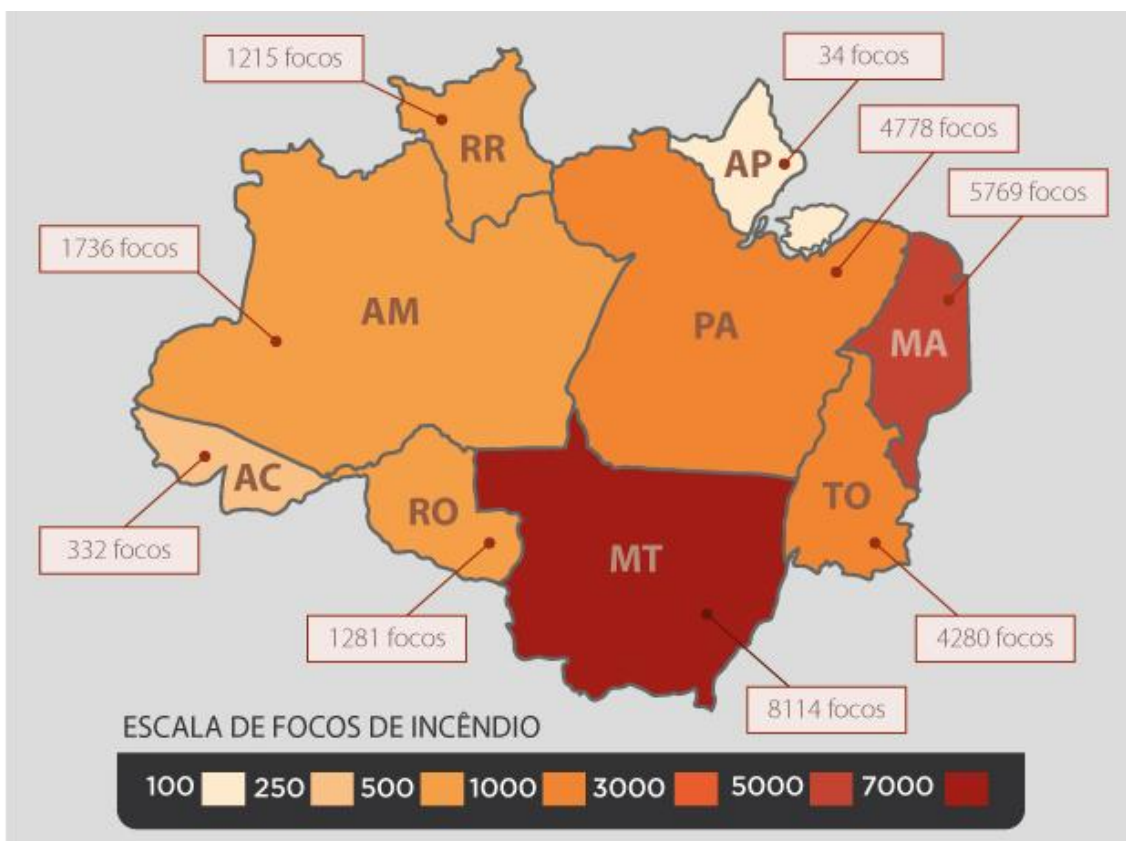 1215 focos
34 focos
4778 focos
5769 focos
1736 focos
RR
AP
AM
PA
MA
AC
RO
MT
TO
332 focos
1281 focos
4280 focos
8114 focos
ESCALA DE FOCOS DE INCÊNDIO
100 250 500 1000 3000 5000 7000